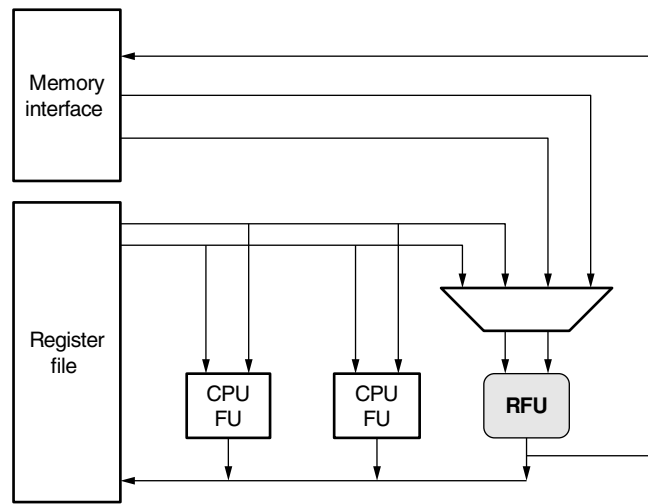 Memory
interface
Register
file
CPU
FU
CPU
FU
RFU